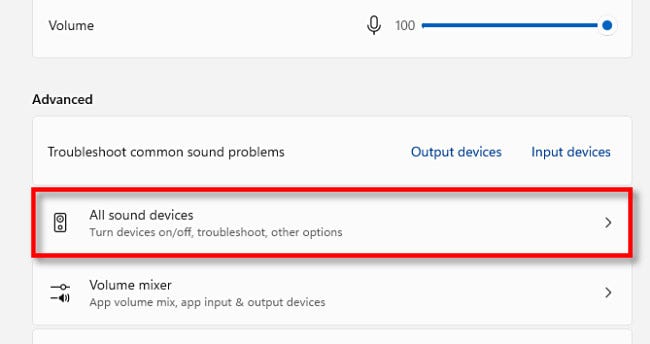 Volume
100
Advanced
Troubleshoot common sound problems Output devices Input devices
All sound devices
Turn devices on/off, troubleshoot, other options
Volume mixer
App volume mix, app input & output devices